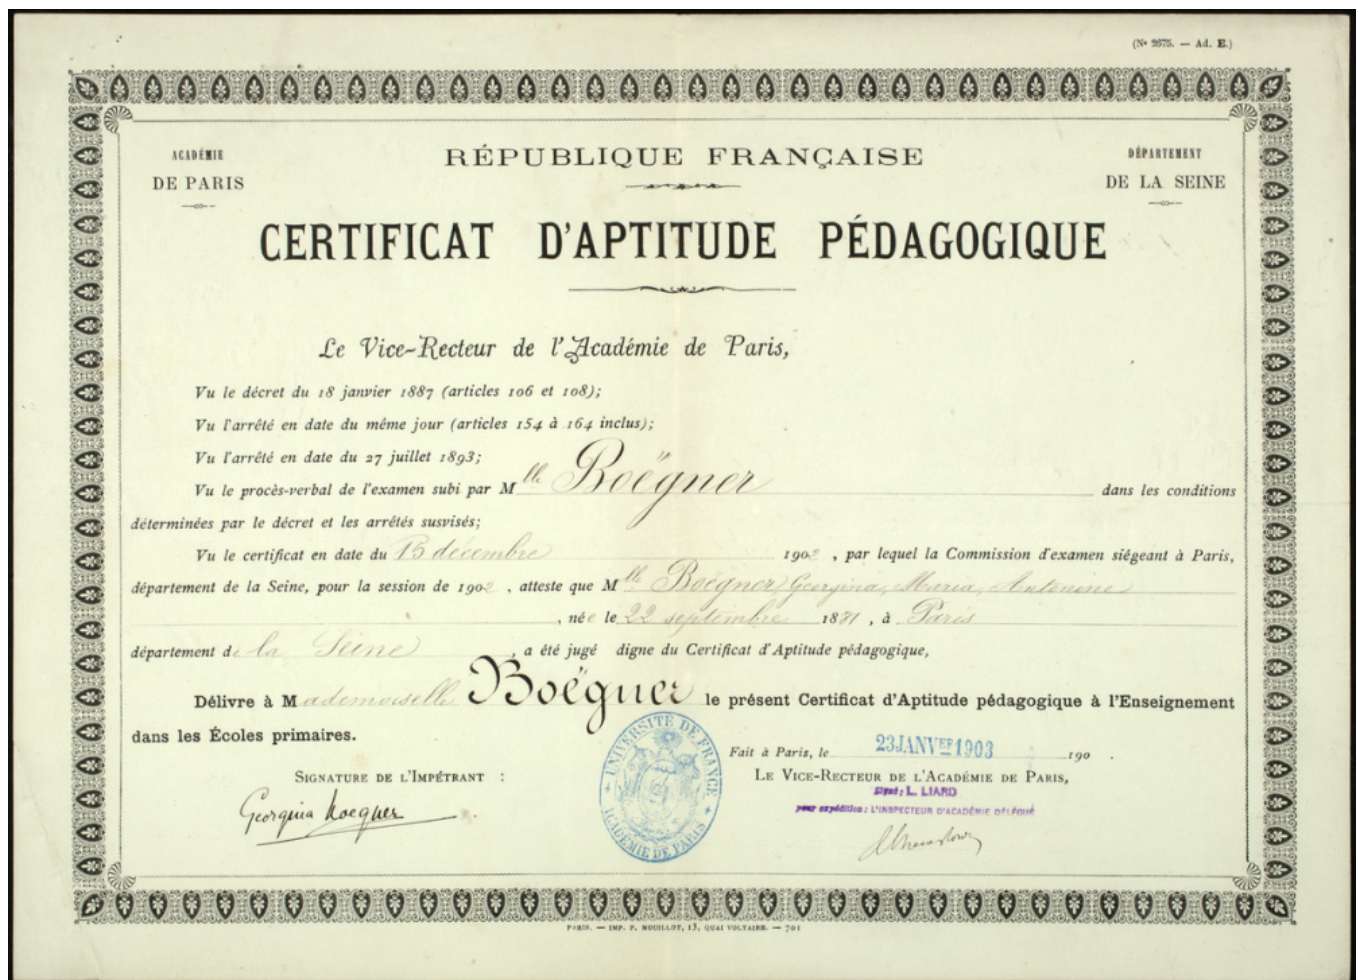 (Nº 2675. — Ad. E.)
ACADÉMIE
DE PARIS
RÉPUBLIQUE FRANÇAISE
DÉPARTEMENT
DE LA SEINE
CERTIFICAT D'APTITUDE PÉDAGOGIQUE
Le Vice-Recteur de l'Académie de Paris,
Vu le décret du 18 janvier 1887 (articles 106 et 108);
Vu l'arrêté en date du même jour (articles 154 à 164 inclus);
Vu l'arrêté en date du 27 juillet 1893;
Vu le procès-verbal de l'examen subi par Mlle Boëgner dans les conditions
déterminées par le décret et les arrêtés susvisés;
Vu le certificat en date du 13 décembre 1902, par lequel la Commission d'examen siégeant à Paris,
département de la Seine, pour la session de 1902, atteste que Mlle Boëgner, Georgina, Maria, Antonine
, née le 22 septembre 1871, à Paris
département de la Seine, a été jugé digne du Certificat d'Aptitude pédagogique,
Délivre à Mademoiselle Boëgner le présent Certificat d'Aptitude pédagogique à l'Enseignement
dans les Écoles primaires.
Fait à Paris, le 23 JANVER 1903 190 .
SIGNATURE DE L'IMPÉTRANT :
Georgina Boegner
UNIVERSITÉ DE FRANCE
ACADÉMIE DE PARIS
LE VICE-RECTEUR DE L'ACADÉMIE DE PARIS,
Signé : L. LIARD
pour expédition : L'INSPECTEUR D'ACADÉMIE DÉLÉGUÉ
PARIS. — IMP. P. MOUILLOT, 13, QUAI VOLTAIRE. — 701